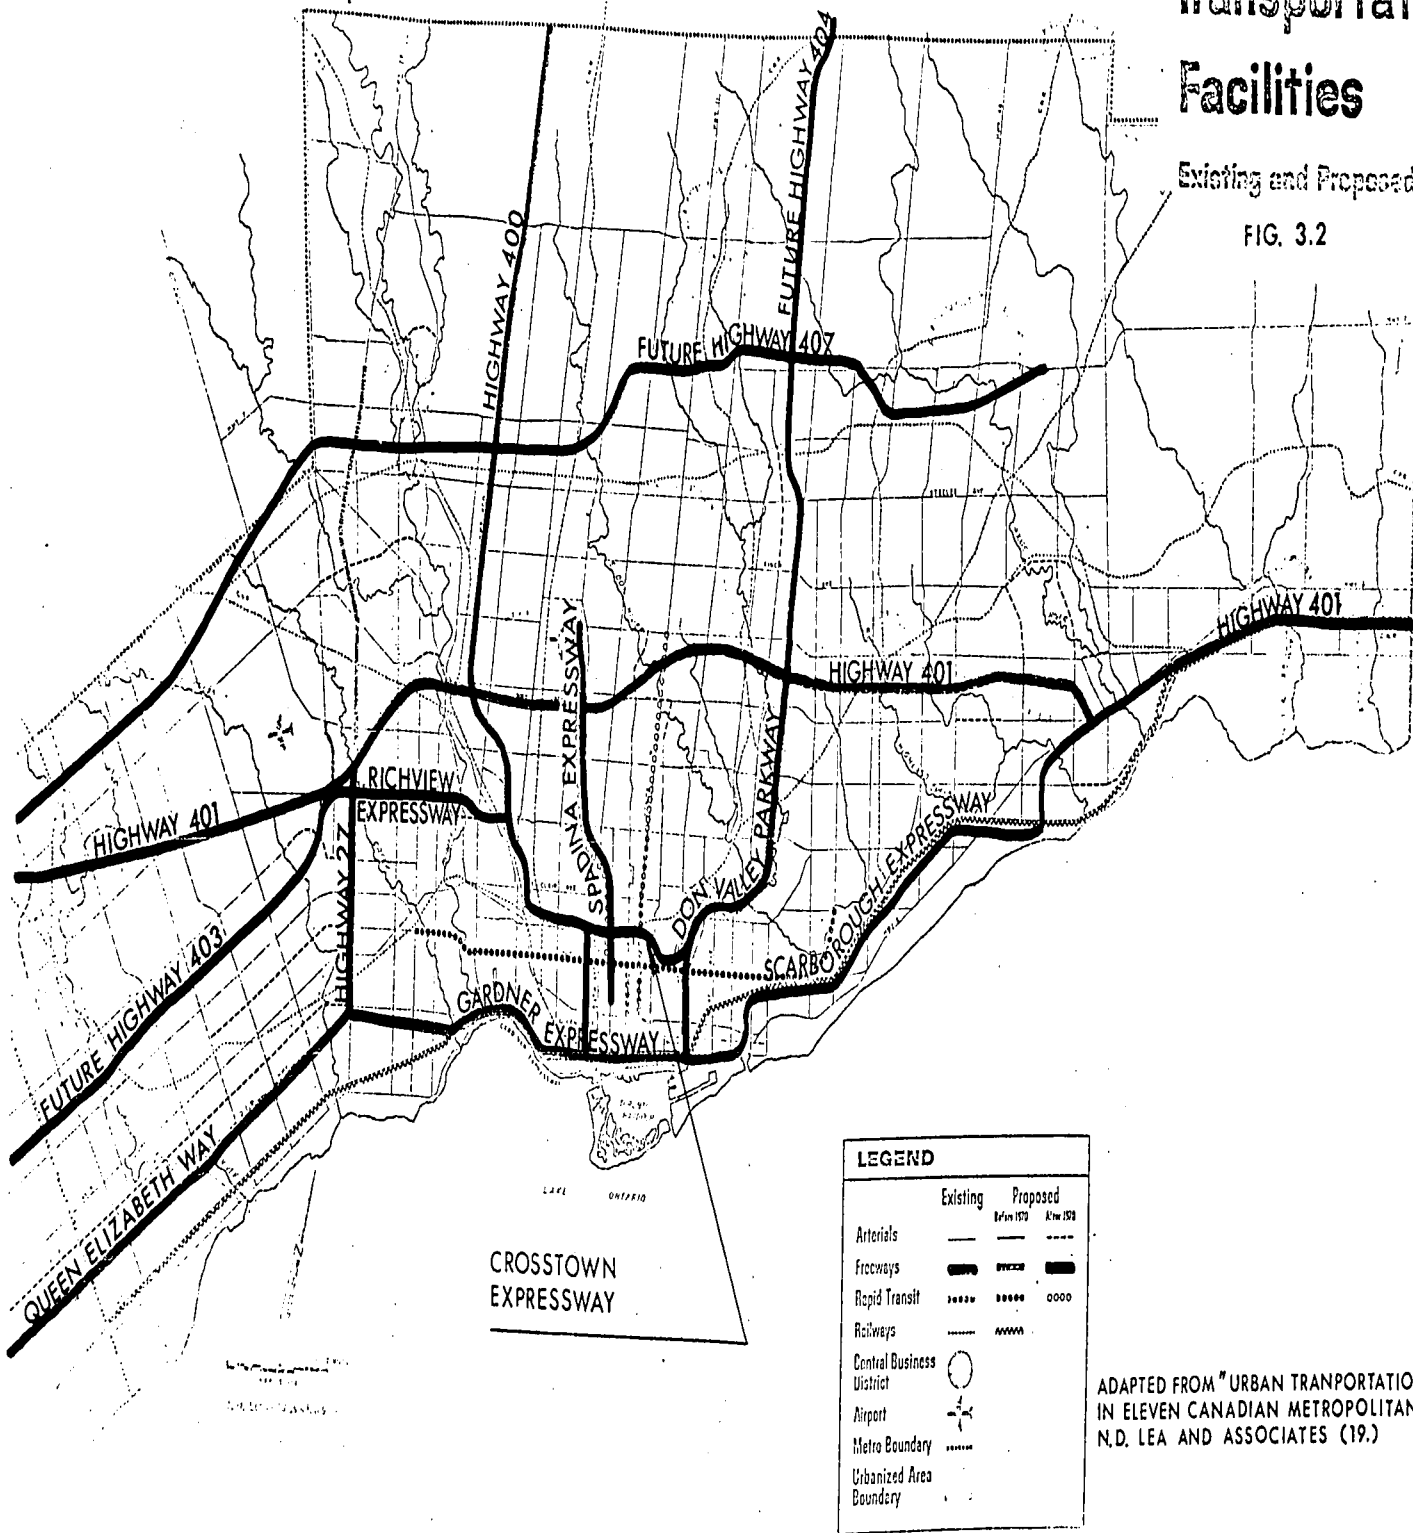 Facilities
Existing and Proposed
FIG. 3.2
FUTURE HIGHWAY 404
HIGHWAY 400
FUTURE HIGHWAY 407
HIGHWAY 401
HIGHWAY 401
SPADINA EXPRESSWAY
RICHVIEW
EXPRESSWAY
HIGHWAY 401
HIGHWAY 27
DON VALLEY PARKWAY
SCARBOROUGH EXPRESSWAY
FUTURE HIGHWAY 403
GARDNER EXPRESSWAY
QUEEN ELIZABETH WAY
LAKE ONTARIO
CROSSTOWN
EXPRESSWAY
LEGEND
Existing Proposed
Arterials
Freeways
Rapid Transit
Railways
Central Business
District
Airport
Metro Boundary
Urbanized Area
Boundary
ADAPTED FROM "URBAN TRANPORTATIO
IN ELEVEN CANADIAN METROPOLITAN
N.D. LEA AND ASSOCIATES (19.)